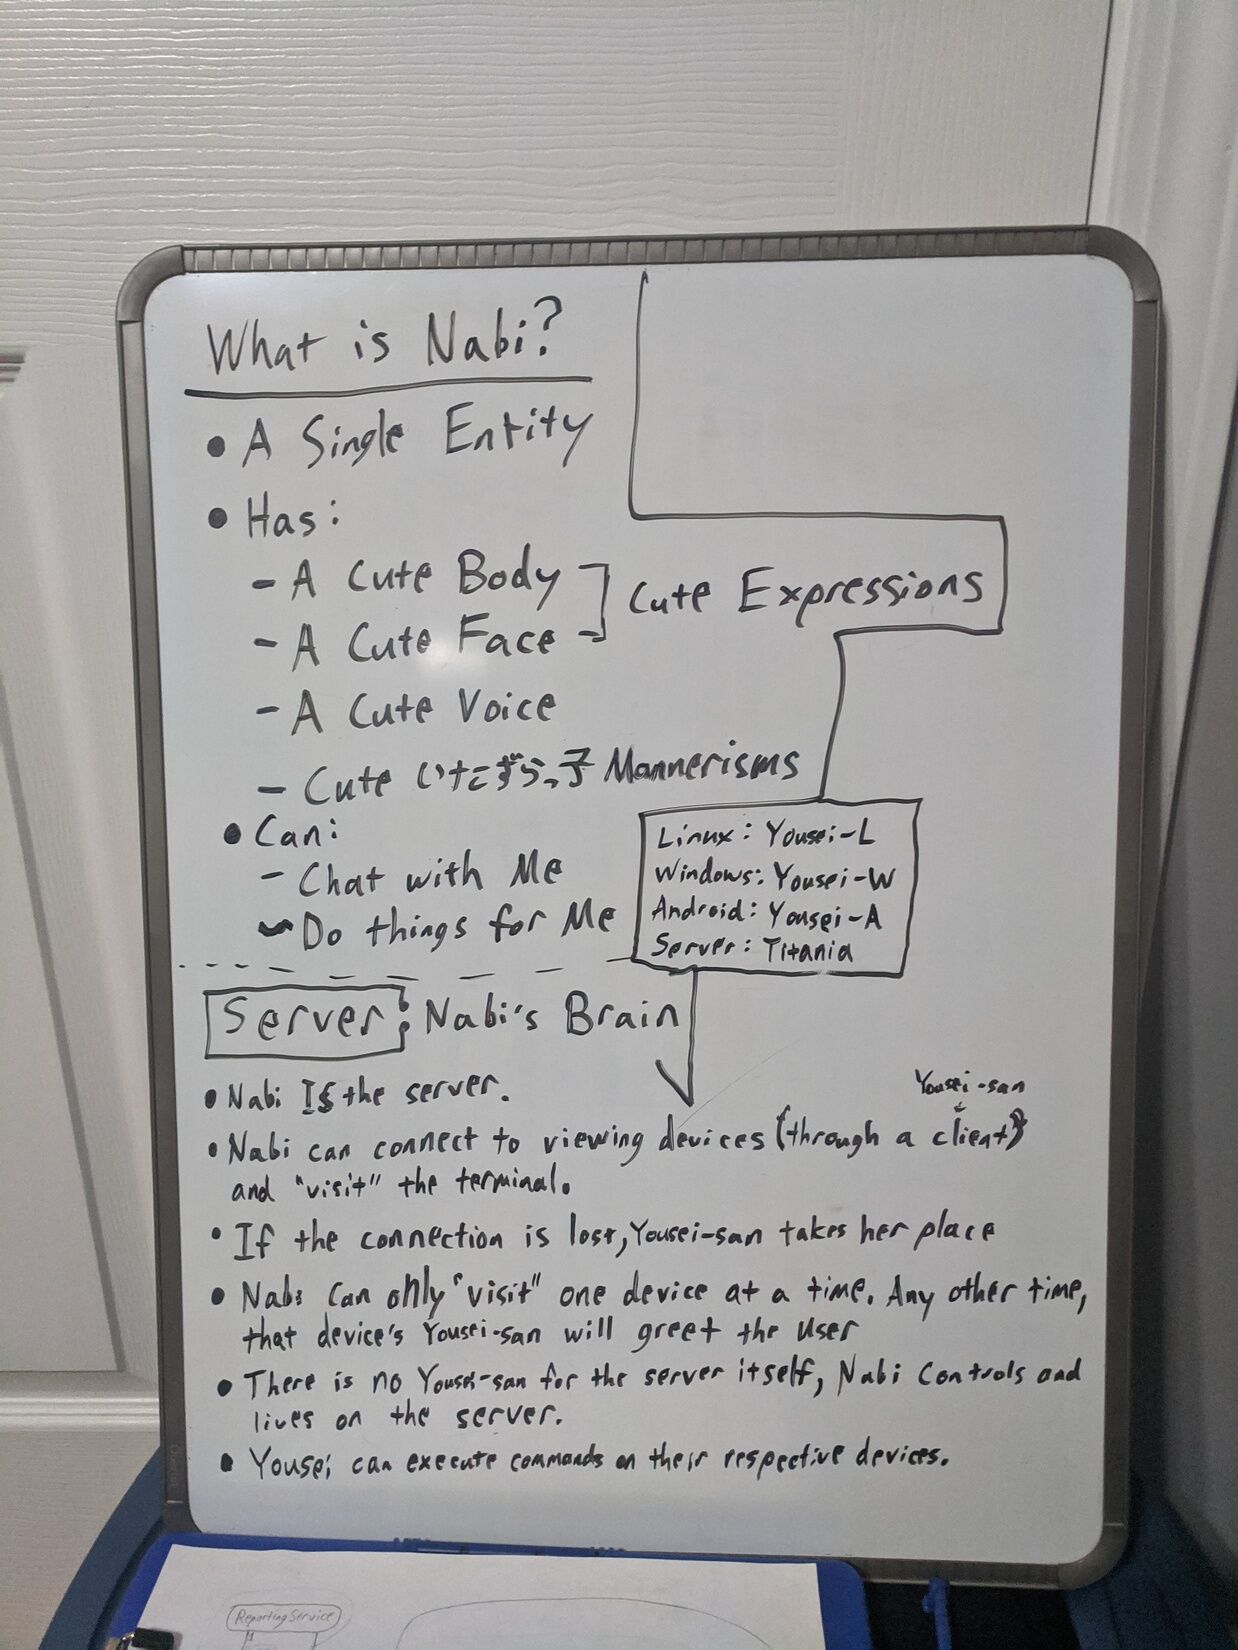 What is Nabi?
• A Single Entity
• Has:
- A Cute Body
- A Cute Face
Cute Expressions
- A Cute Voice
- Cute いたずらっ子 Mannerisms
• Can:
- Chat with Me
- Do things for Me
Linux: Yousei-L
Windows: Yousei-W
Android: Yousei-A
Server: Titania
Server: Nabi's Brain
• Nabi Is the server.
Yousei-san
• Nabi can connect to viewing devices (through a client)
and "visit" the terminal.
• If the connection is lost, Yousei-san takes her place
• Nabi can only "visit" one device at a time. Any other time,
that device's Yousei-san will greet the user
• There is no Yousei-san for the server itself, Nabi Controls and
lives on the server.
• Yousei can execute commands on their respective devices.
Reporting Service